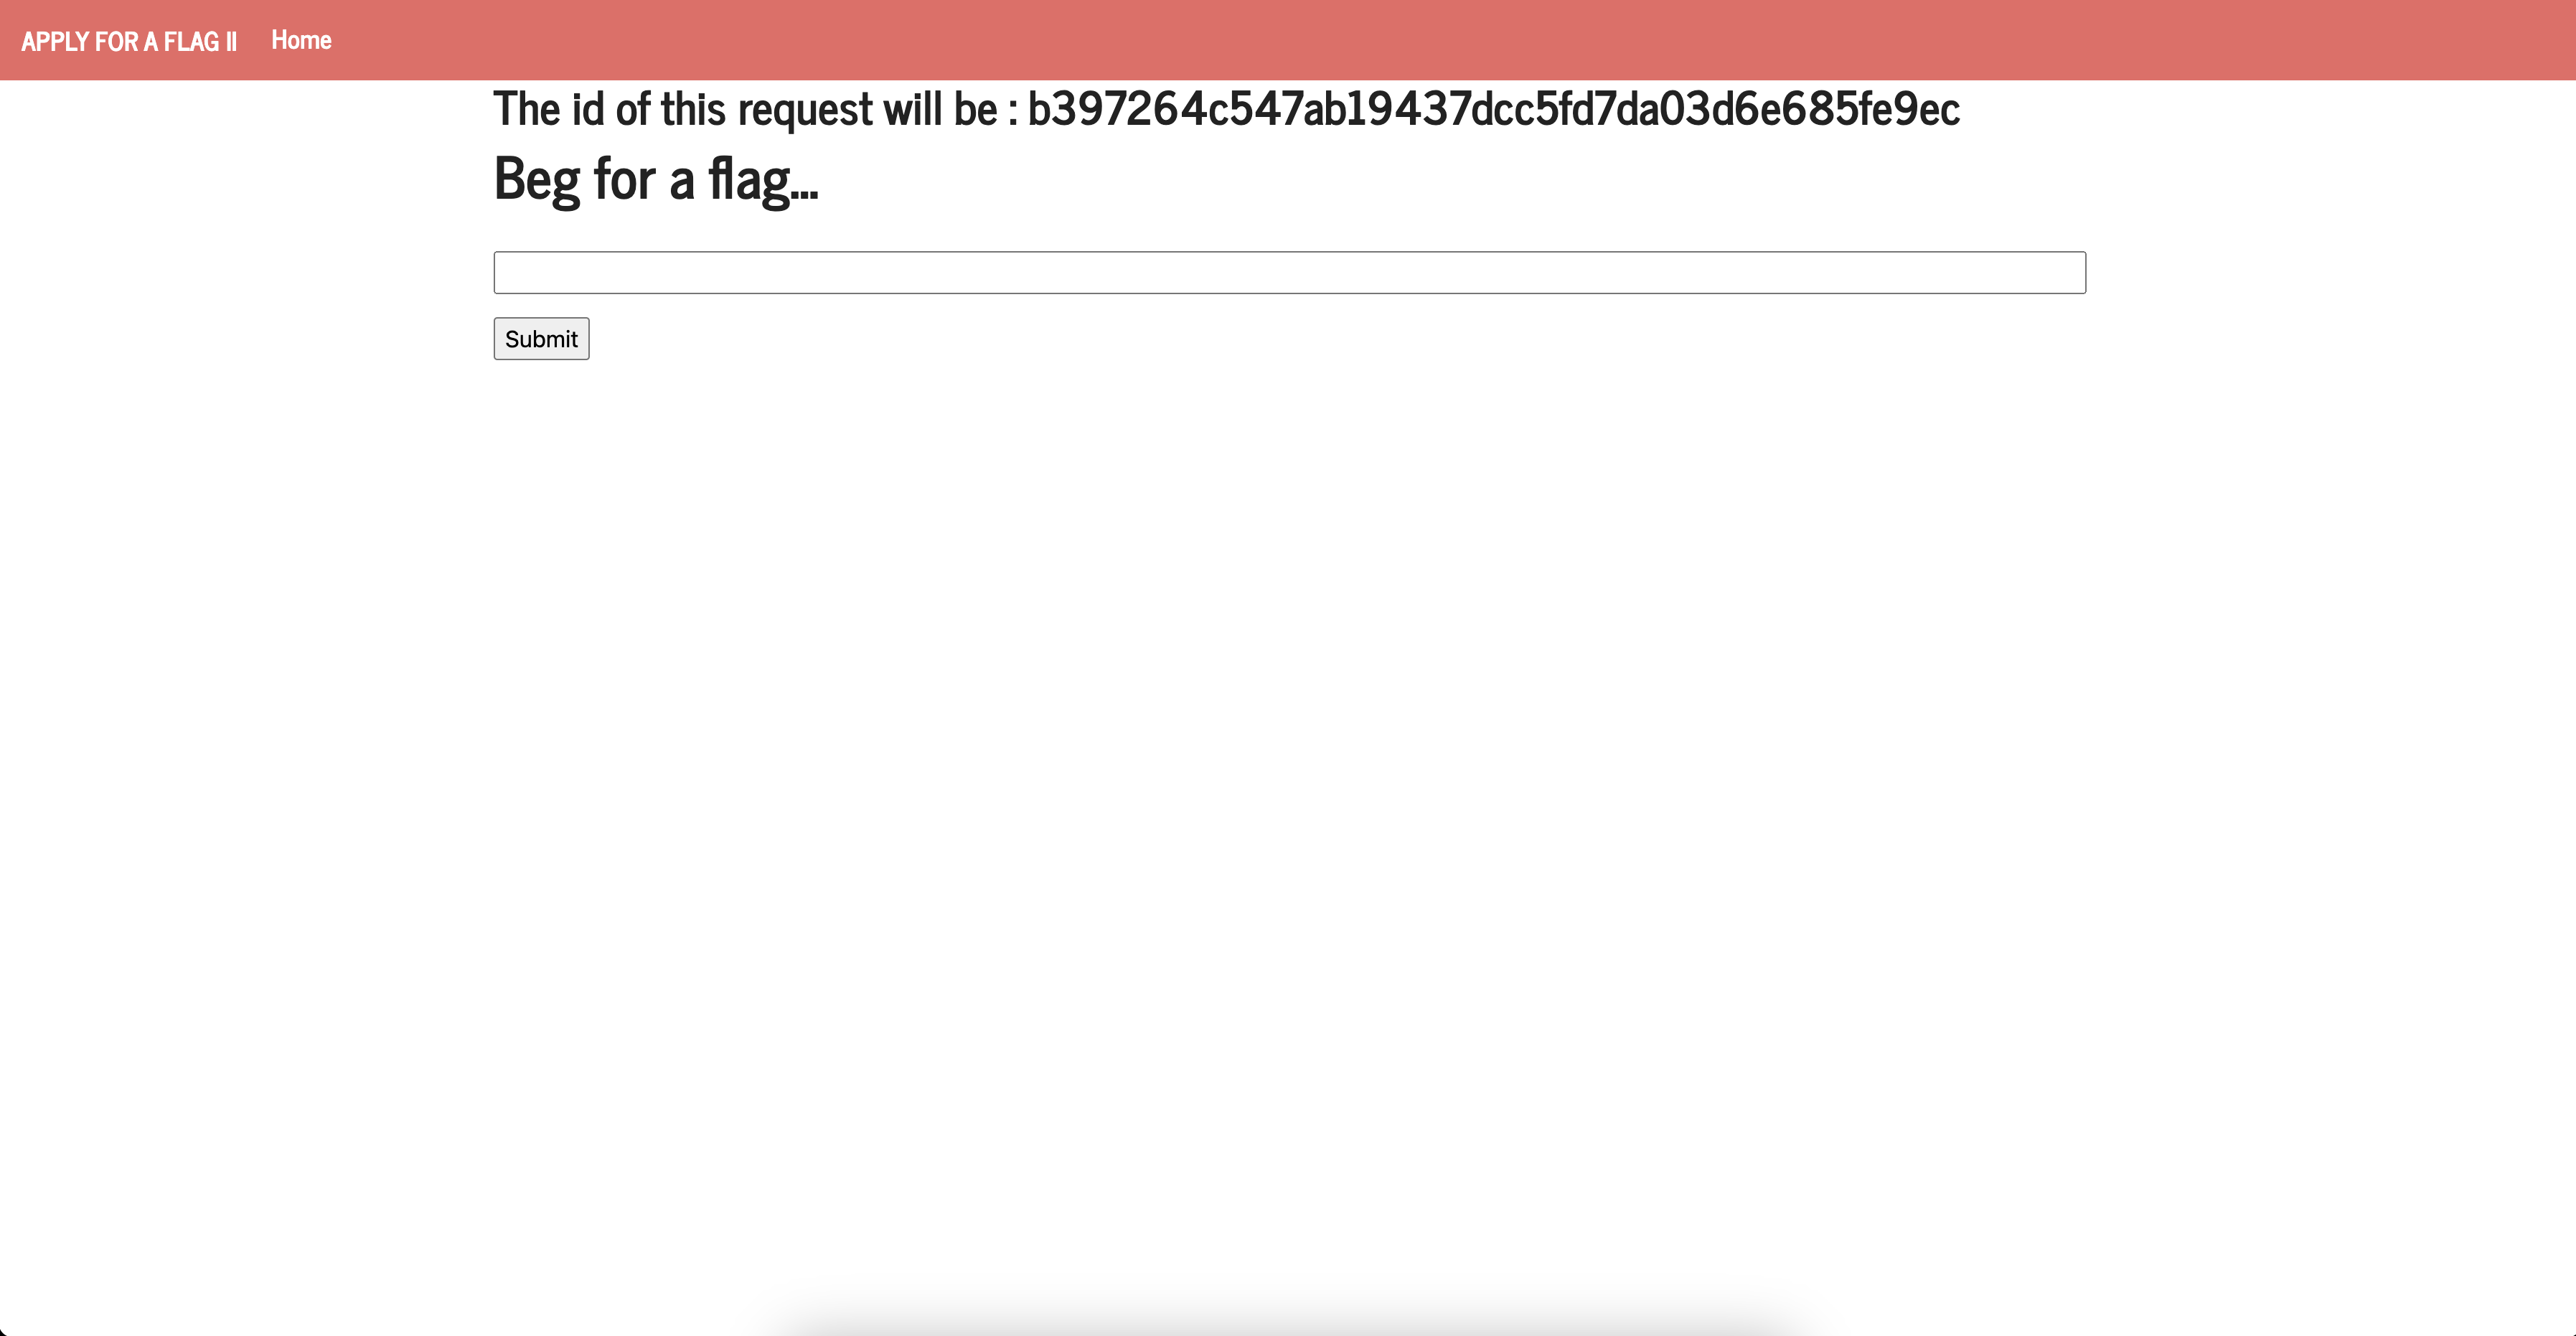 APPLY FOR A FLAG II Home
The id of this request will be : b397264c547ab19437dcc5fd7da03d6e685fe9ec
Beg for a flag...
Submit